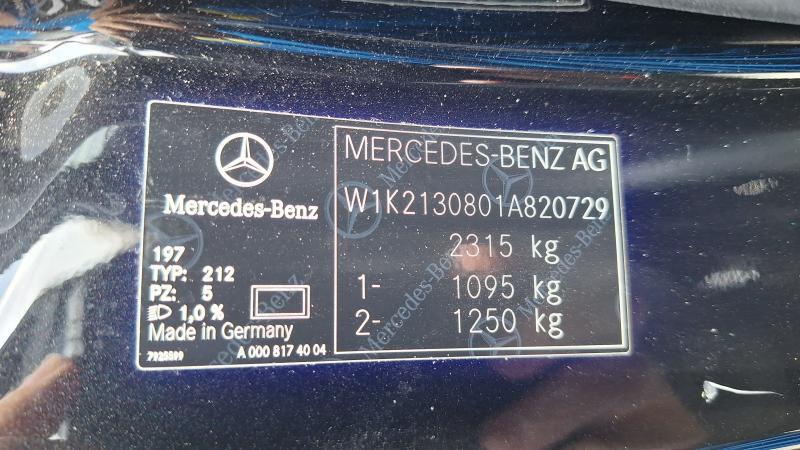 Mercedes-Benz
197
TYP: 212
PZ: 5
1,0 %
Made in Germany
7925599
A 000 817 40 04
MERCEDES-BENZ AG
W1K2130801A820729
2315 kg
1- 1095 kg
2- 1250 kg